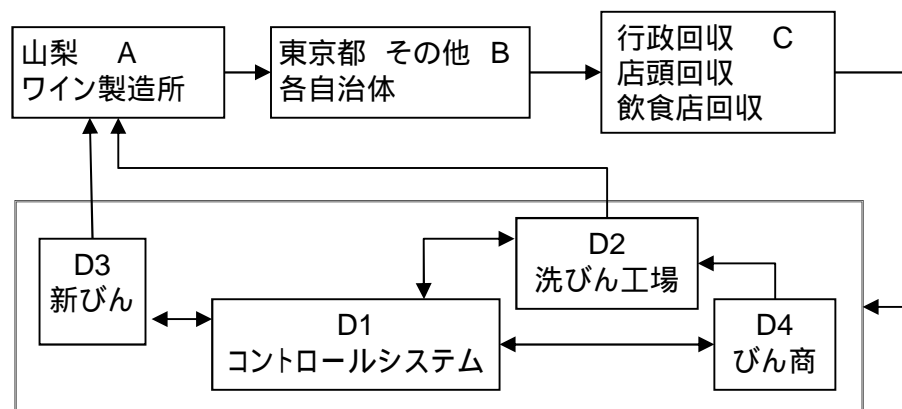 山梨 A
ワイン製造所
東京都 その他 B
各自治体
行政回収 C
店頭回収
飲食店回収
D3
新びん
D2
洗びん工場
D1
コントロールシステム
D4
びん商